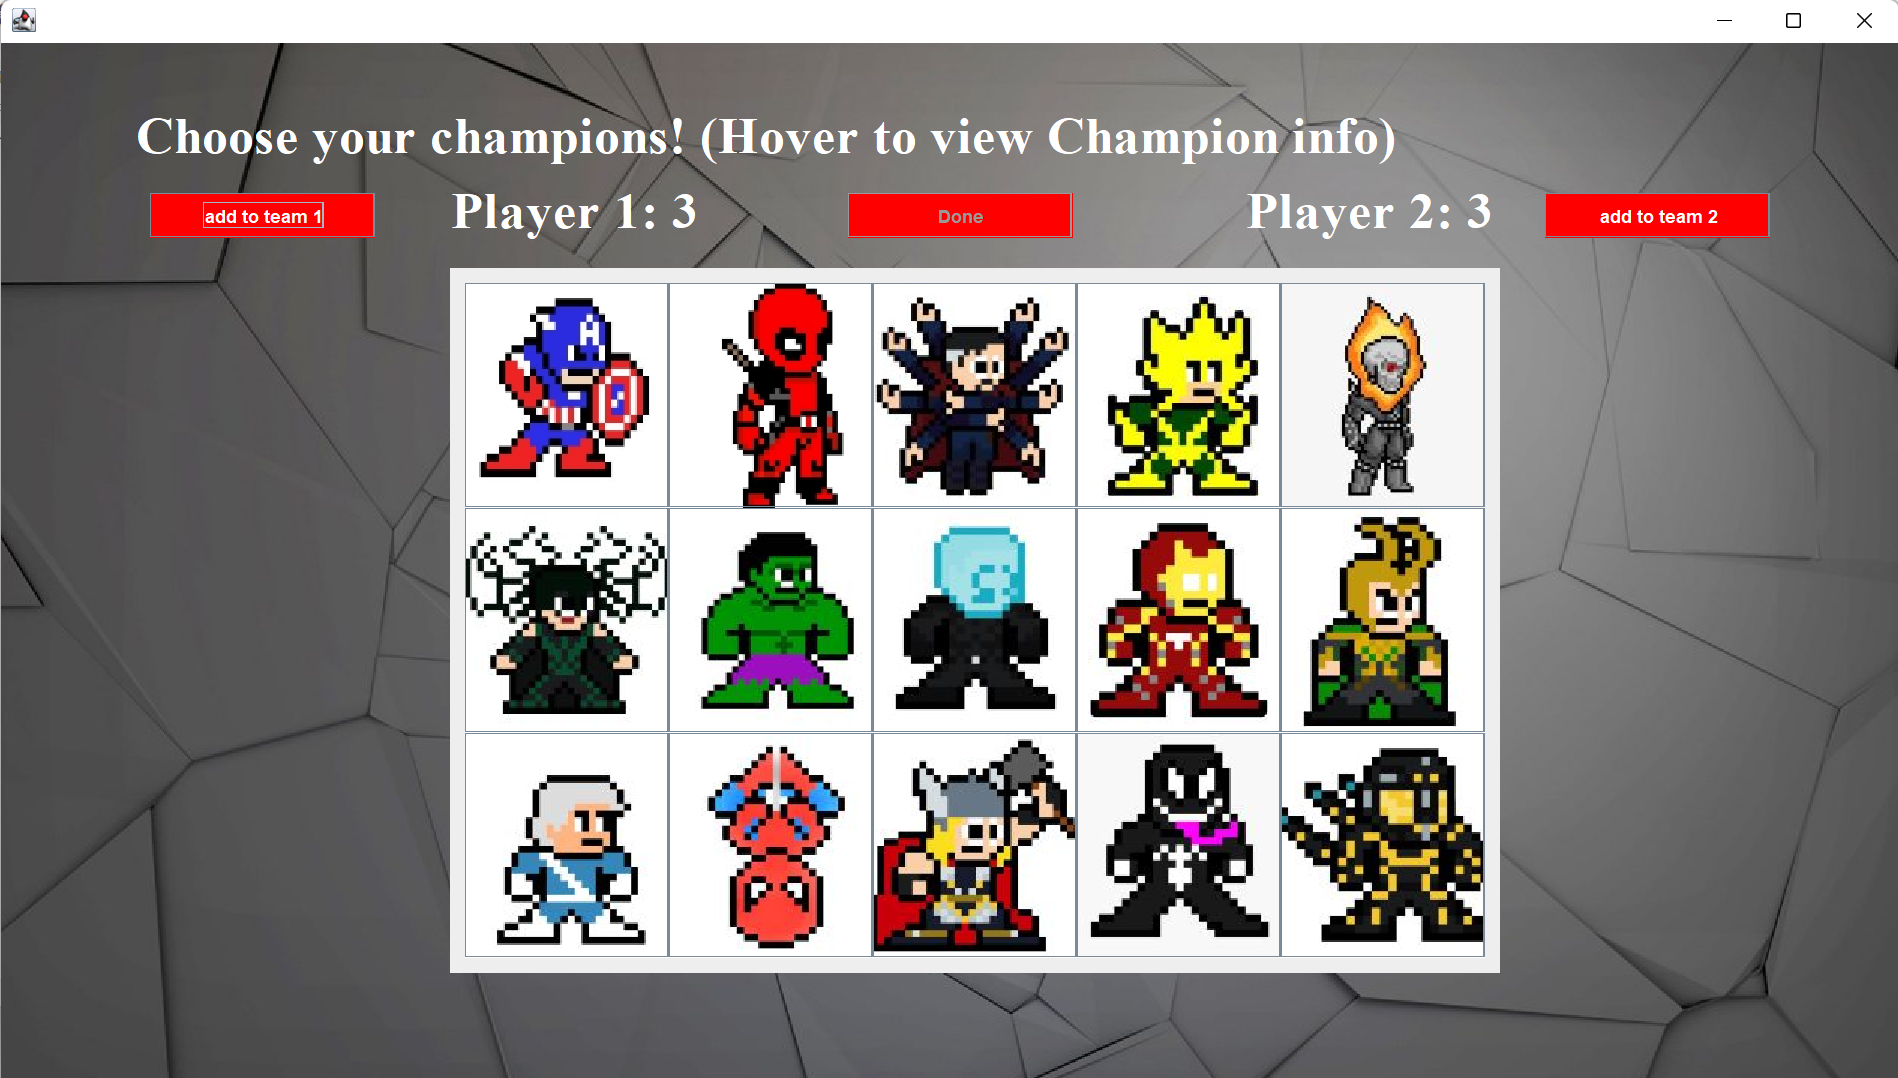 Choose your champions! (Hover to view Champion info)
add to team 1
Player 1: 3
Done
Player 2: 3
add to team 2
A